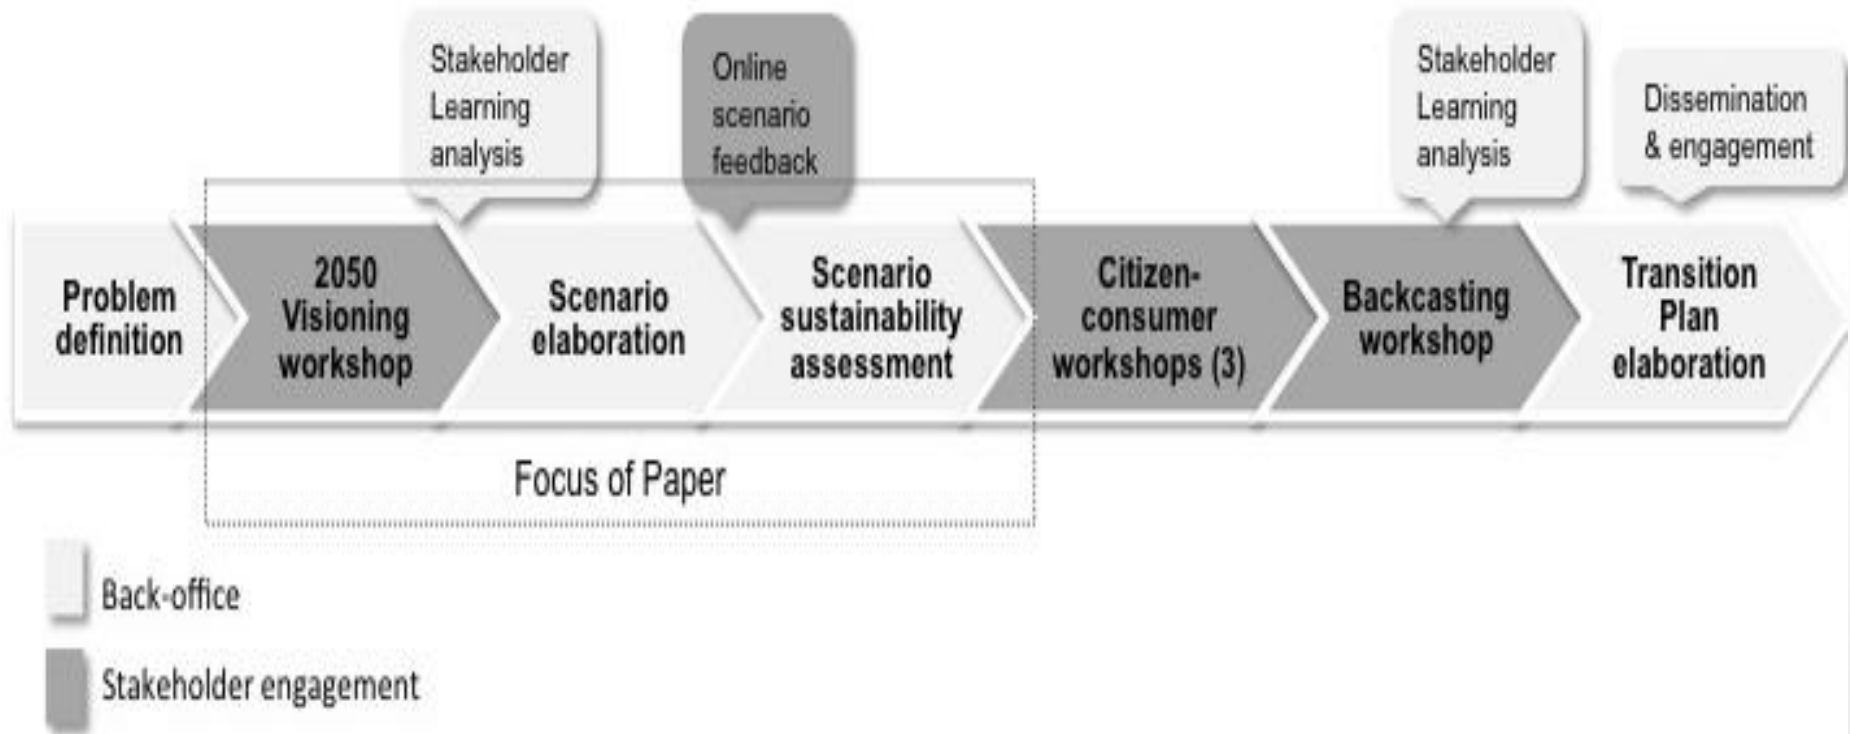 Stakeholder
Learning
analysis
Online
scenario
feedback
Stakeholder
Learning
analysis
Dissemination
& engagement
Problem
definition
2050
Visioning
workshop
Scenario
elaboration
Scenario
sustainability
assessment
Citizen-
consumer
workshops (3)
Backcasting
workshop
Transition
Plan
elaboration
Focus of Paper
Back-office
Stakeholder engagement